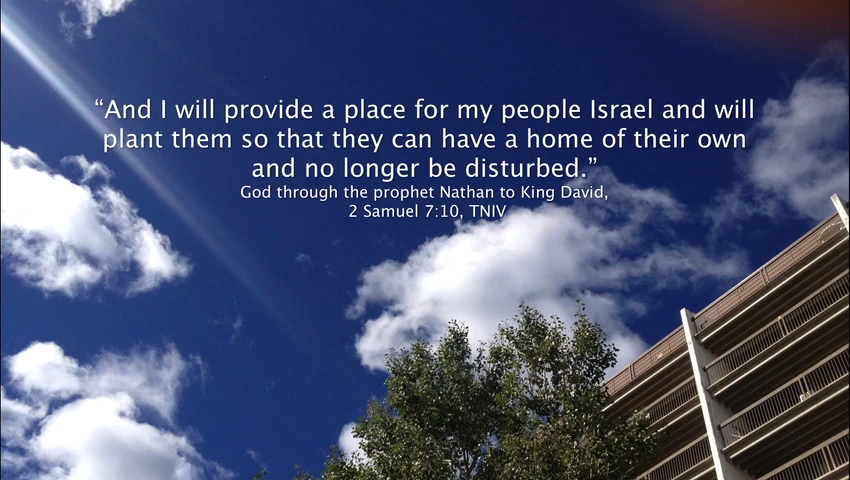 “And I will provide a place for my people Israel and will
plant them so that they can have a home of their own
and no longer be disturbed.”
God through the prophet Nathan to King David,
2 Samuel 7:10, TNIV